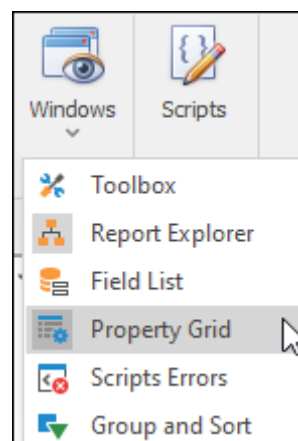 Windows
Scripts
Toolbox
Report Explorer
Field List
Property Grid
Scripts Errors
Group and Sort